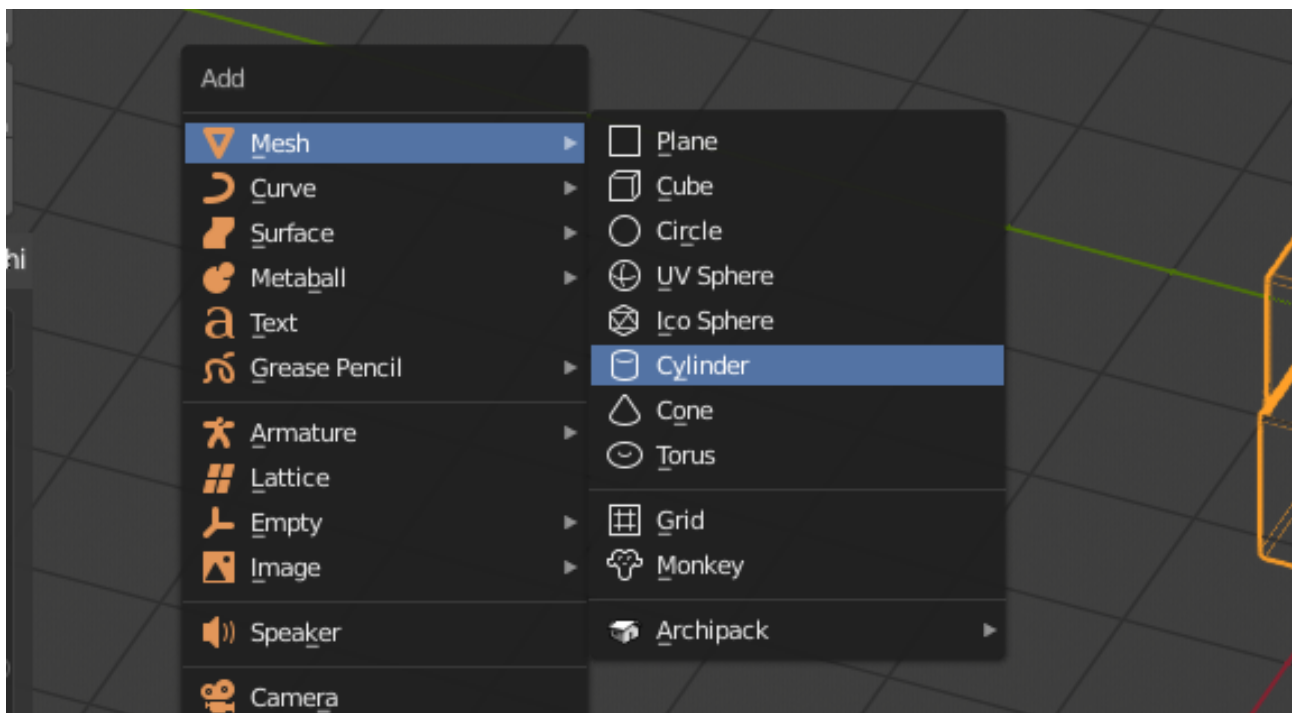 Add
Mesh
Curve
Surface
Metaball
Text
Grease Pencil
Armature
Lattice
Empty
Image
Speaker
Camera
Plane
Cube
Circle
UV Sphere
Ico Sphere
Cylinder
Cone
Torus
Grid
Monkey
Archipack
hi